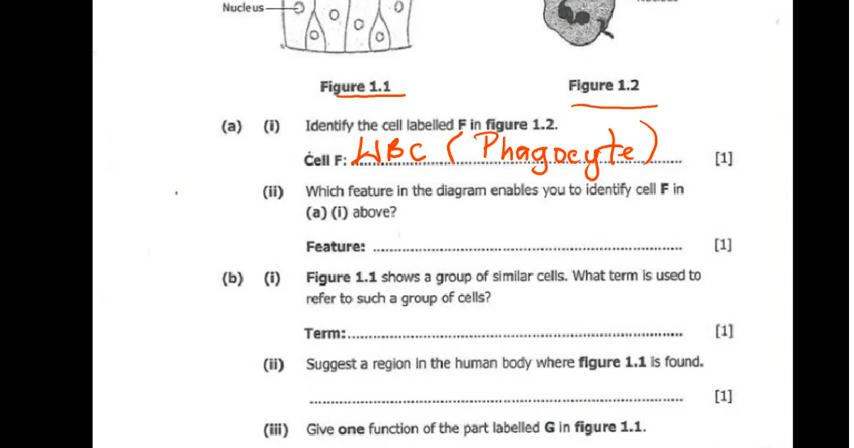 Nucleus
Figure 1.1
Figure 1.2
(a) (i) Identify the cell labelled F in figure 1.2.
Cell F: WBC (Phagocyte) [1]
(ii) Which feature in the diagram enables you to identify cell F in
(a) (i) above?
Feature: ........ [1]
(b) (i) Figure 1.1 shows a group of similar cells. What term is used to
refer to such a group of cells?
Term:........ [1]
(ii) Suggest a region in the human body where figure 1.1 is found.
........ [1]
(iii) Give one function of the part labelled G in figure 1.1.